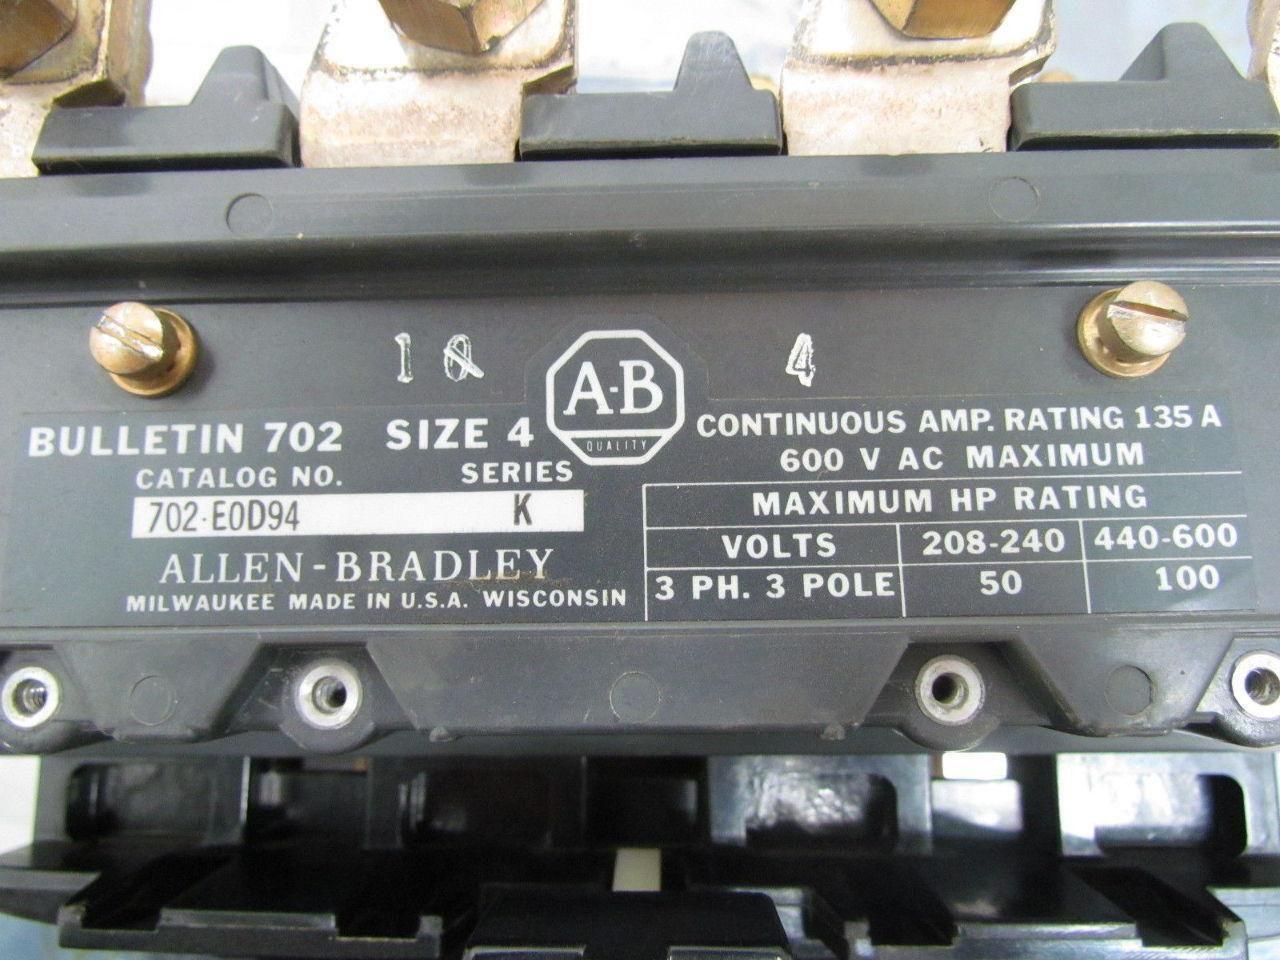 10 4
A-B
QUALITY
BULLETIN 702 SIZE 4
CATALOG NO. SERIES
702-E0D94 K
ALLEN-BRADLEY
MILWAUKEE MADE IN U.S.A. WISCONSIN
CONTINUOUS AMP. RATING 135 A
600 V AC MAXIMUM
MAXIMUM HP RATING
VOLTS 208-240 440-600
3 PH. 3 POLE 50 100